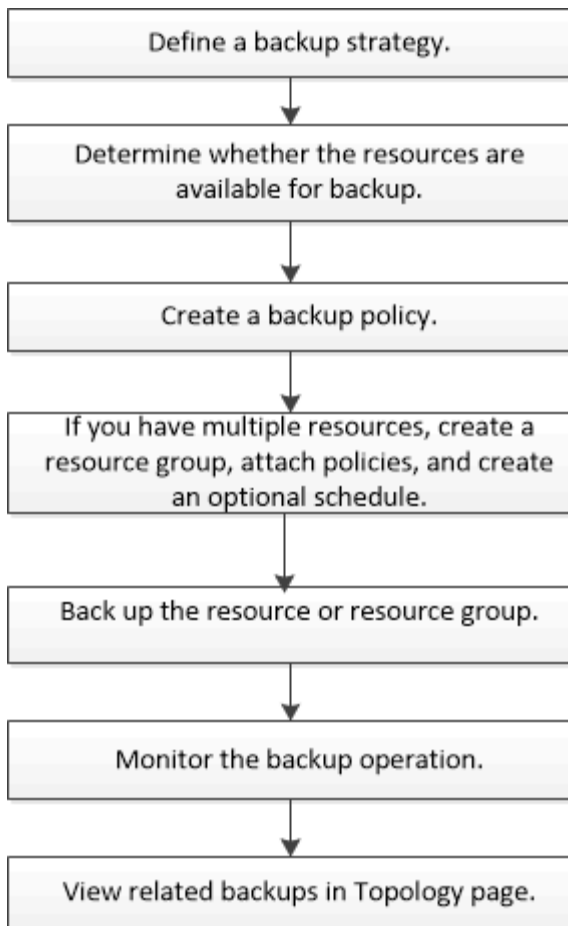 Define a backup strategy.
Determine whether the resources are
available for backup.
Create a backup policy.
If you have multiple resources, create a
resource group, attach policies, and create
an optional schedule.
Back up the resource or resource group.
Monitor the backup operation.
View related backups in Topology page.